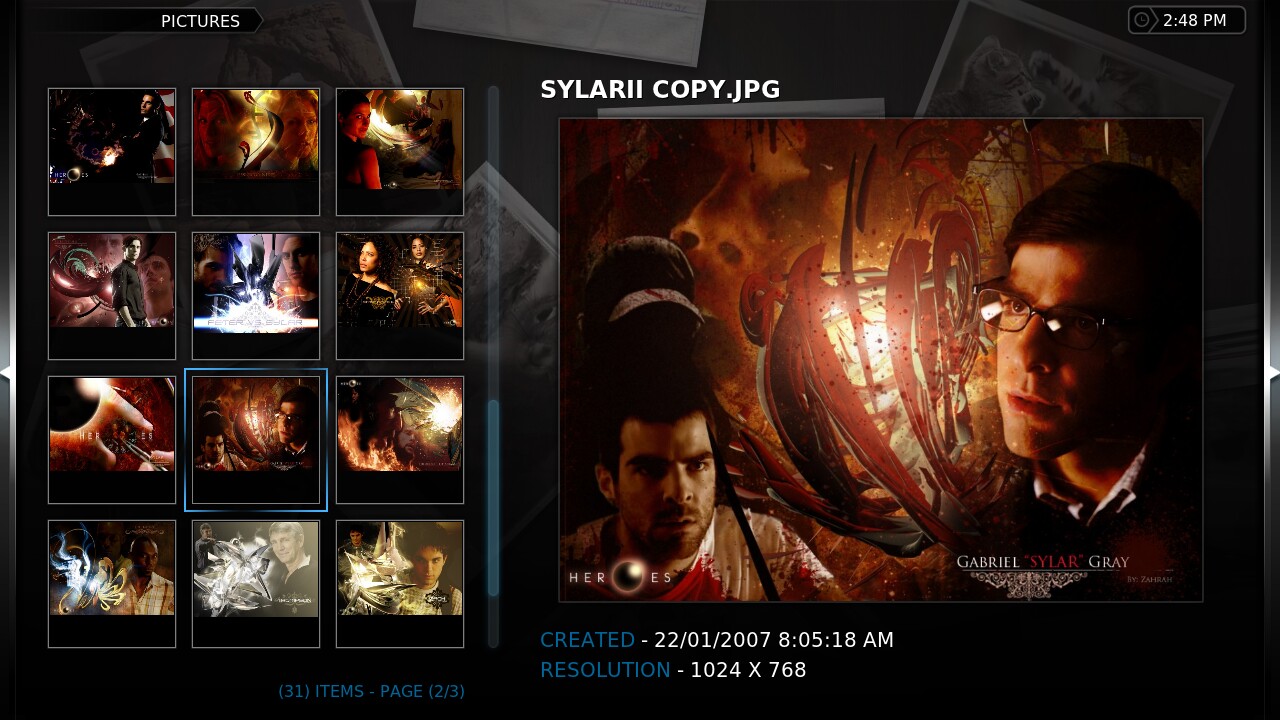 PICTURES
2:48 PM
SYLARII COPY.JPG
HEROES
GABRIEL "SYLAR" GRAY
BY: ZAHRAH
CREATED - 22/01/2007 8:05:18 AM
RESOLUTION - 1024 X 768
(31) ITEMS - PAGE (2/3)